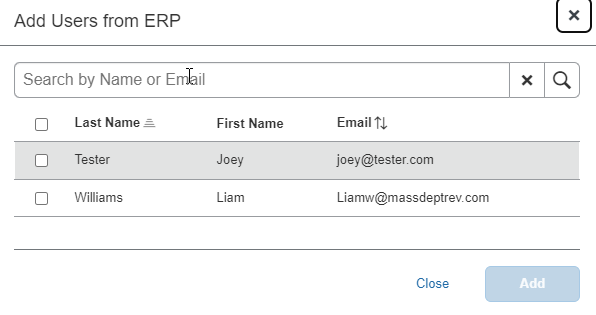 Add Users from ERP
Search by Name or Email
Last Name First Name Email
Tester Joey joey@tester.com
Williams Liam Liamw@massdeptrev.com
Close Add